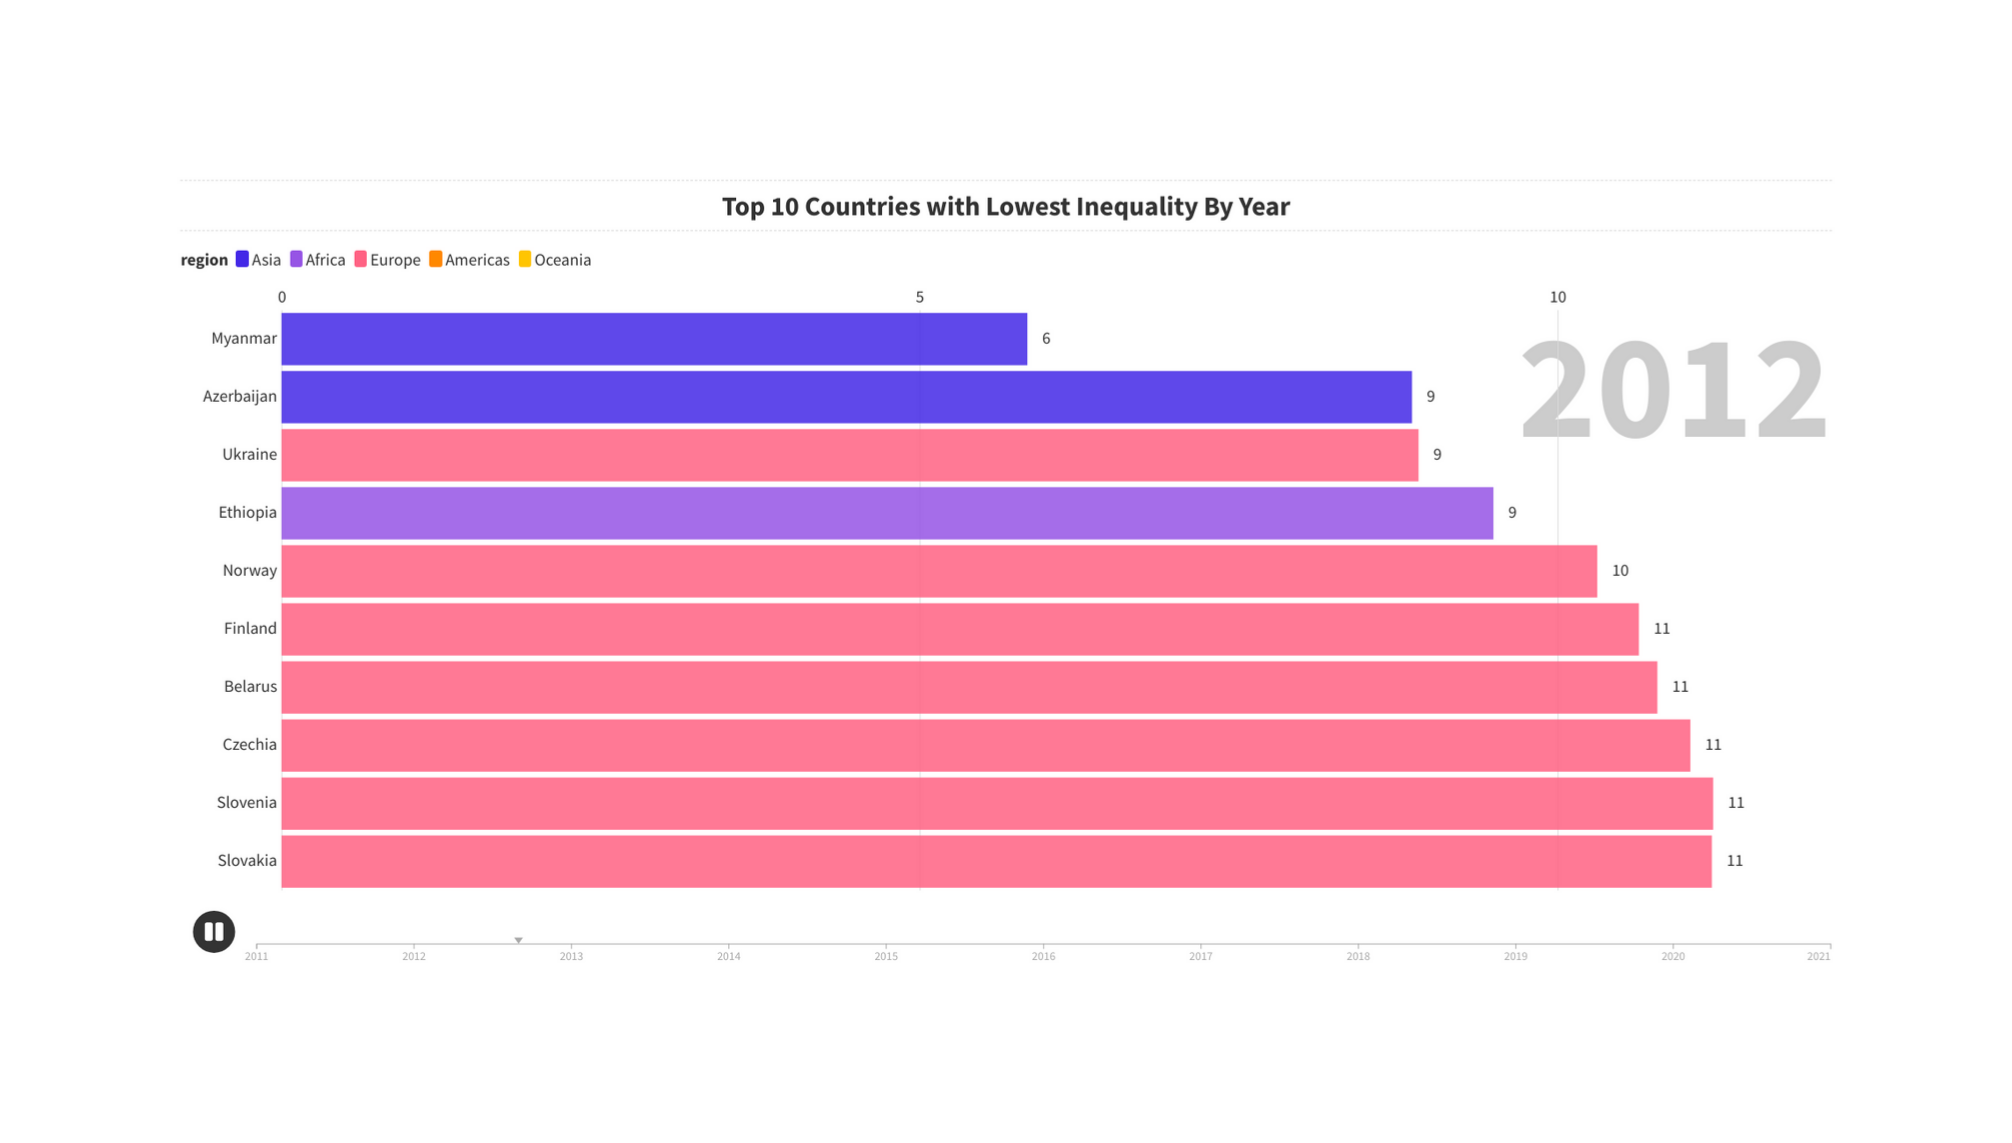 Top 10 Countries with Lowest Inequality By Year
region Asia Africa Europe Americas Oceania
0 5 10
2012
Myanmar 6
Azerbaijan 9
Ukraine 9
Ethiopia 9
Norway 10
Finland 11
Belarus 11
Czechia 11
Slovenia 11
Slovakia 11
2011 2012 2013 2014 2015 2016 2017 2018 2019 2020 2021